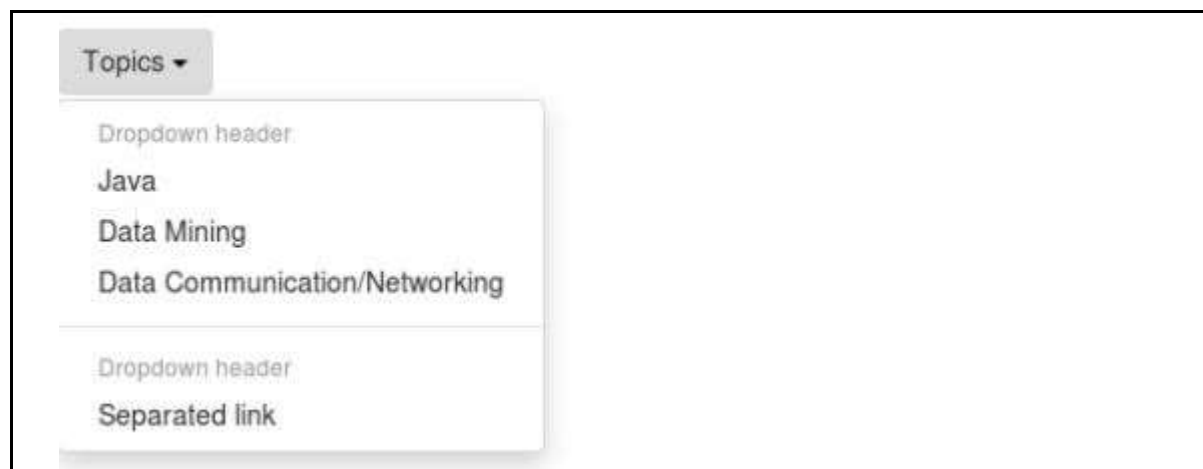 Topics
Dropdown header
Java
Data Mining
Data Communication/Networking
Dropdown header
Separated link